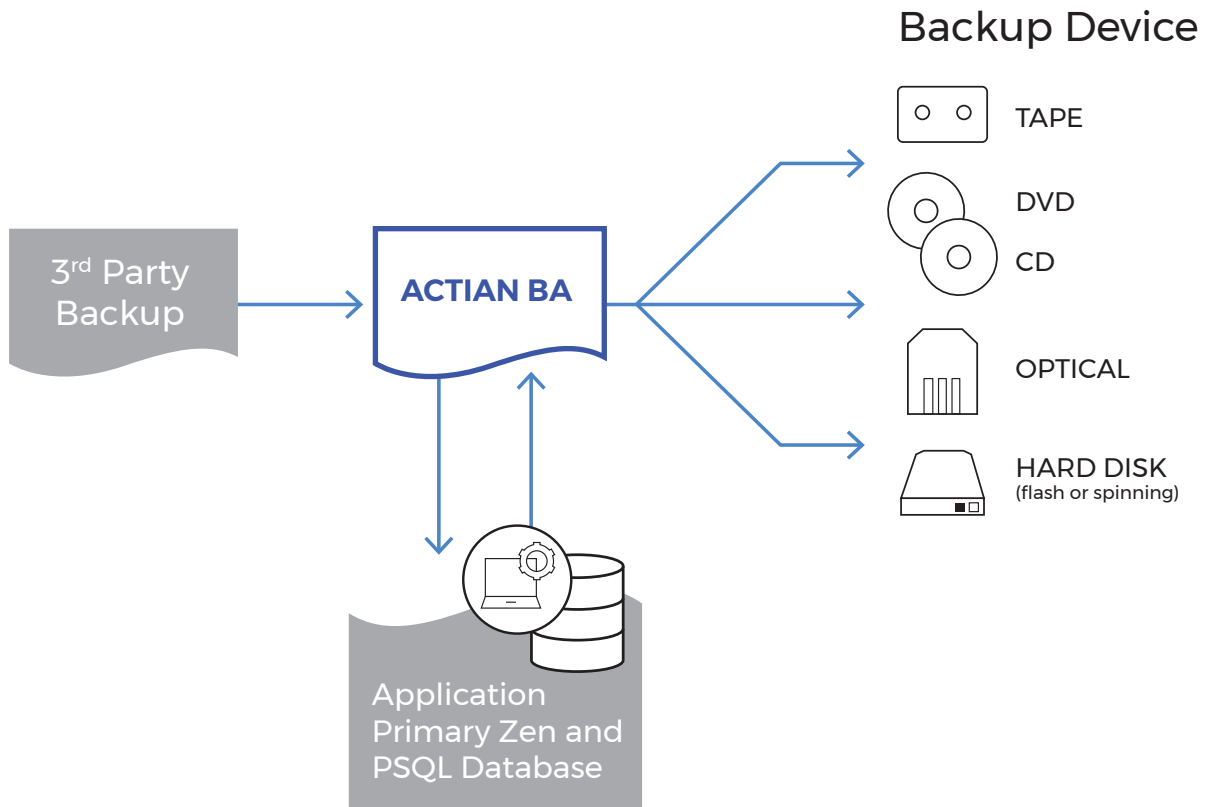 Backup Device
TAPE
DVD
CD
OPTICAL
HARD DISK
(flash or spinning)
3rd Party
Backup
ACTIAN BA
Application
Primary Zen and
PSQL Database